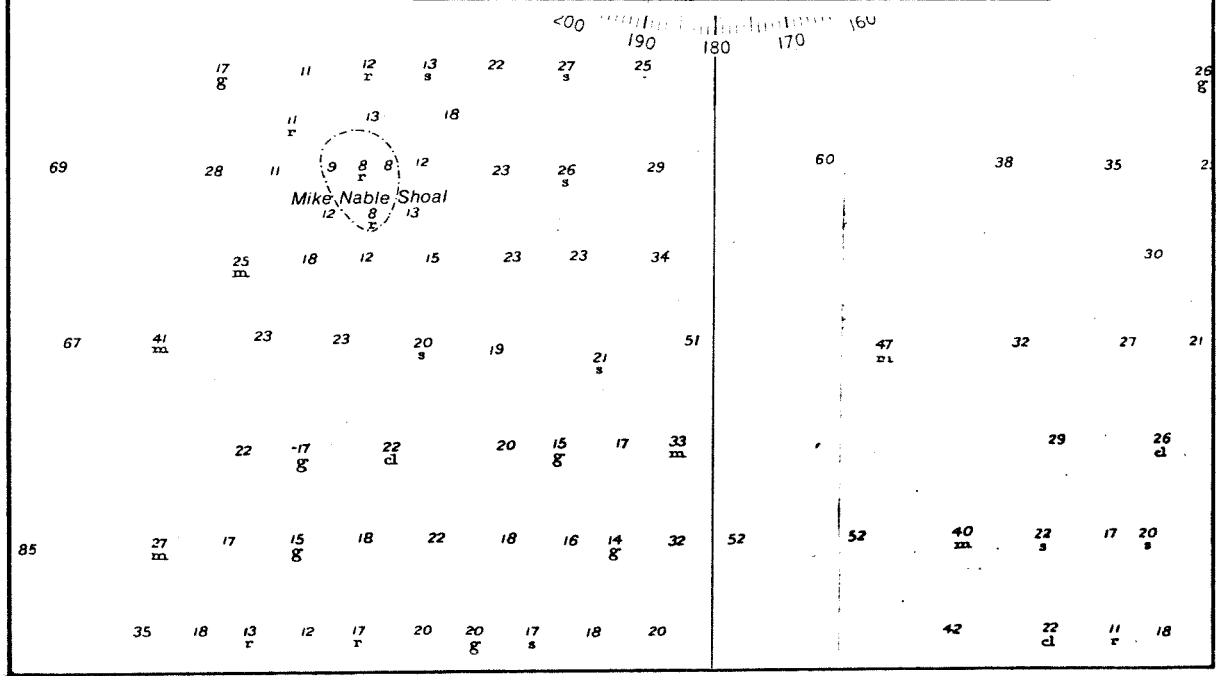 200 190 180 170 160
17 11 12 13 22 27 25 26
g r s s g
11 13 18
r
69 28 11 9 8 8 12 23 26 29 60 38 35
r s
Mike Nable Shoal
12 8 13
r
25 18 12 15 23 23 34 30
m
67 41 23 23 20 19 21 51 47 32 27 21
m s s m
22 17 22 20 15 17 33 29 26
g cl g m cl
85 27 17 15 18 22 18 16 14 32 52 52 40 22 17 20
m g g m s s
35 18 13 12 17 20 20 17 18 20 42 22 11 18
r r g s cl r